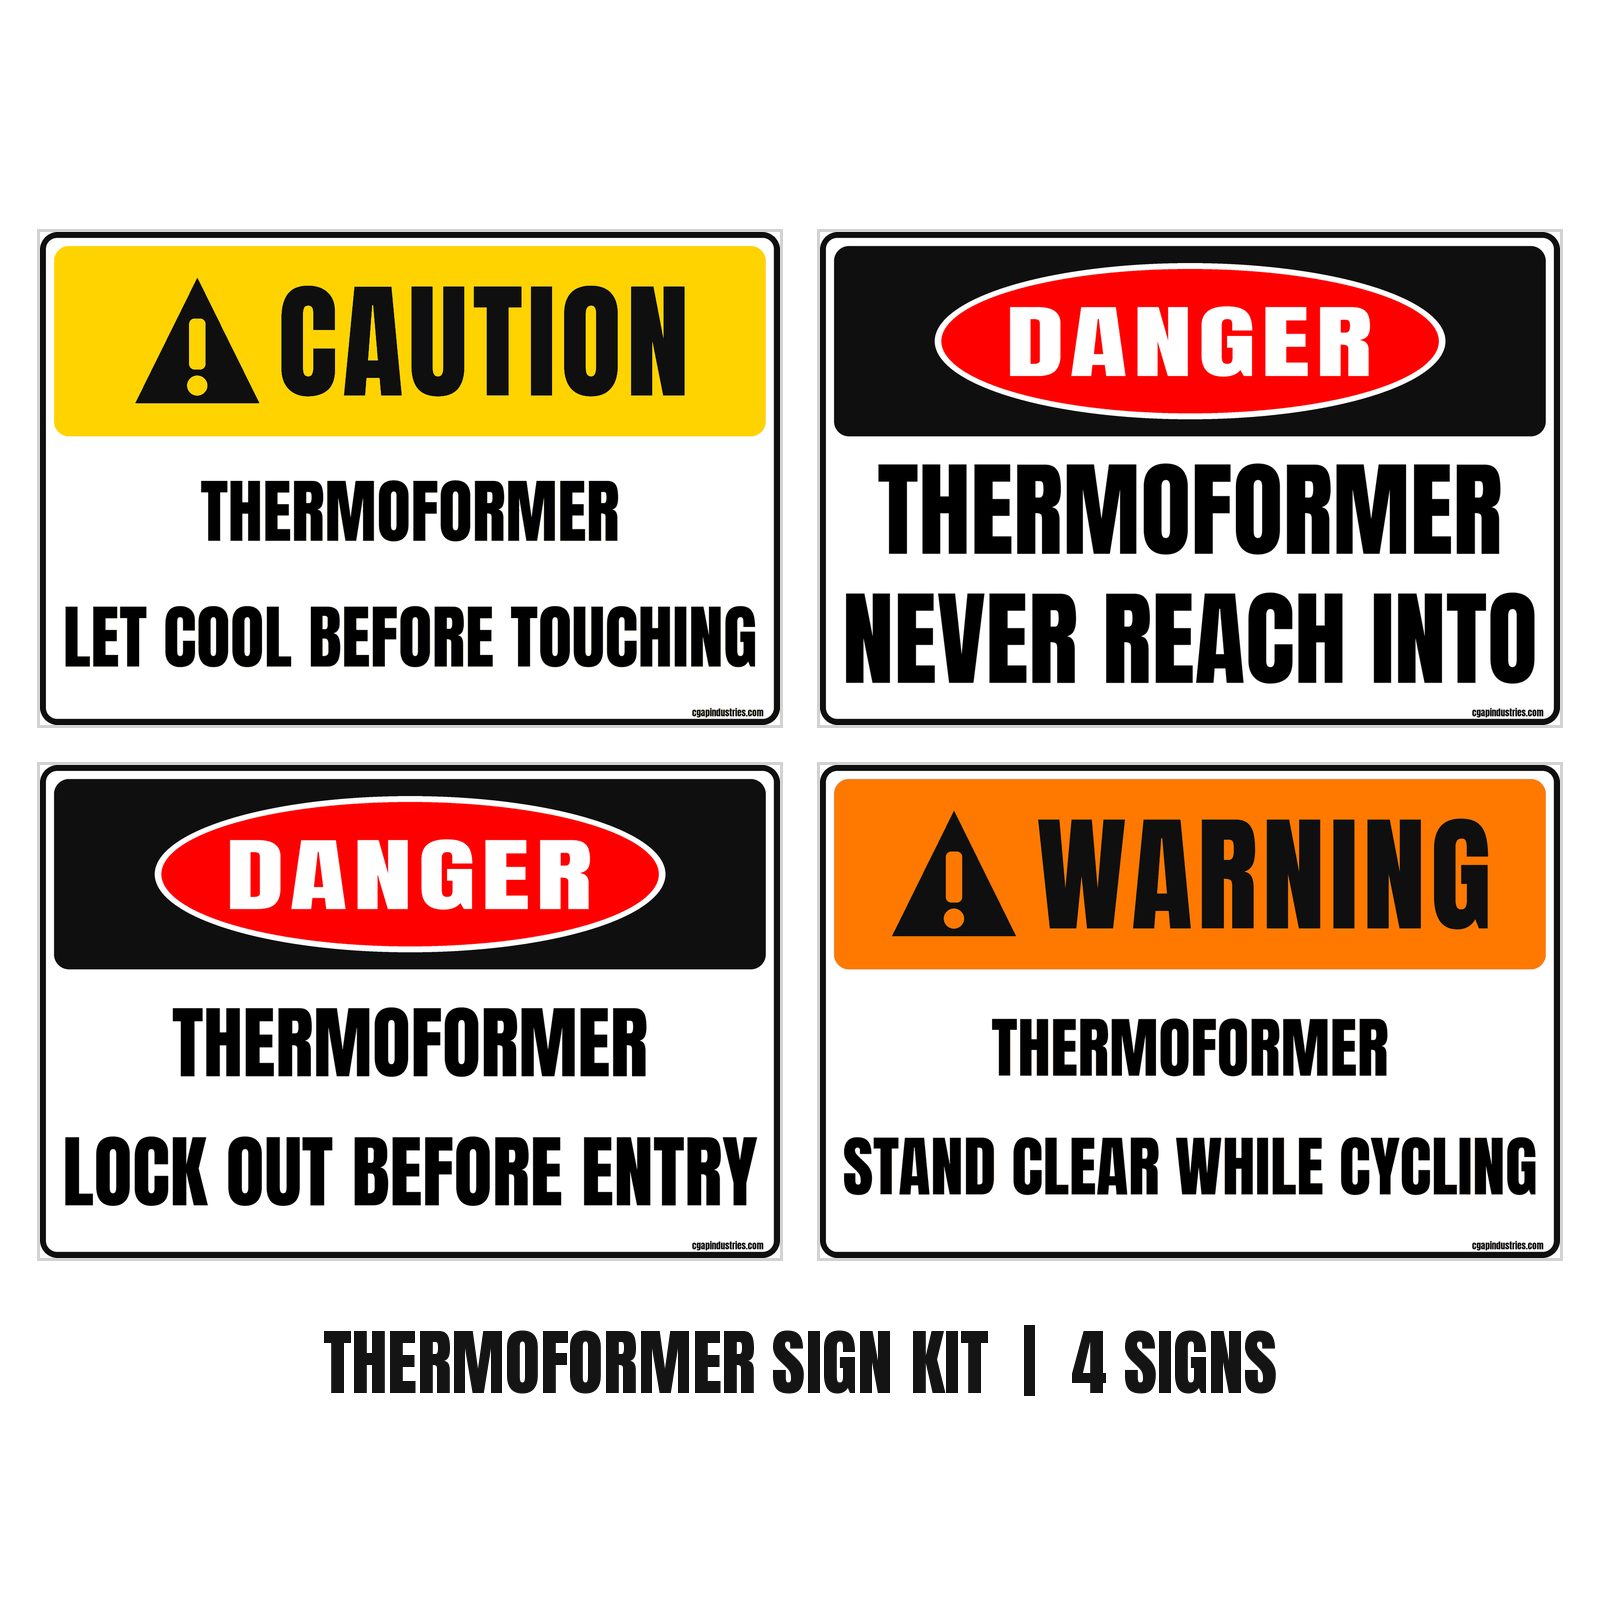 CAUTION
THERMOFORMER
LET COOL BEFORE TOUCHING
cgapindustries.com
DANGER
THERMOFORMER
NEVER REACH INTO
cgapindustries.com
DANGER
THERMOFORMER
LOCK OUT BEFORE ENTRY
cgapindustries.com
WARNING
THERMOFORMER
STAND CLEAR WHILE CYCLING
cgapindustries.com
THERMOFORMER SIGN KIT | 4 SIGNS